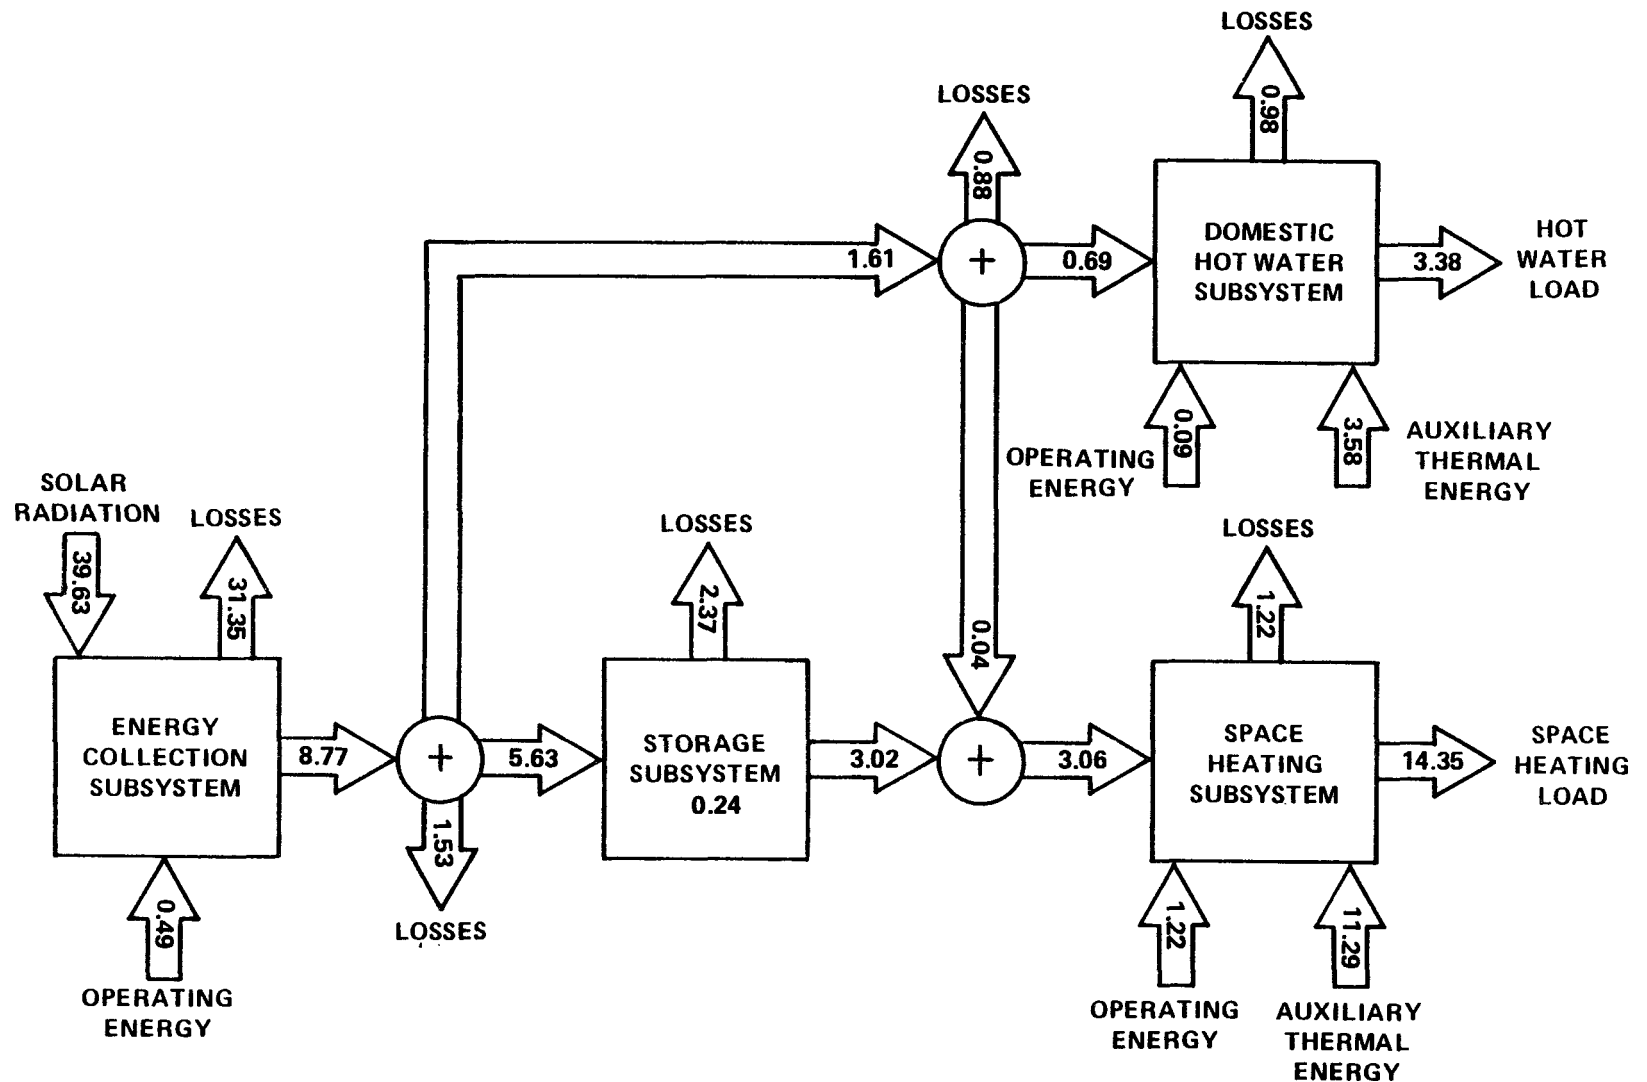 LOSSES
0.98
LOSSES
0.88
1.61
+
0.69
DOMESTIC
HOT WATER
SUBSYSTEM
3.38
HOT
WATER
LOAD
0.09
OPERATING
ENERGY
3.58
AUXILIARY
THERMAL
ENERGY
SOLAR
RADIATION
39.63
LOSSES
31.35
LOSSES
2.37
0.04
LOSSES
1.22
ENERGY
COLLECTION
SUBSYSTEM
8.77
+
5.63
STORAGE
SUBSYSTEM
0.24
3.02
+
3.06
SPACE
HEATING
SUBSYSTEM
14.35
SPACE
HEATING
LOAD
1.53
LOSSES
0.49
OPERATING
ENERGY
1.22
OPERATING
ENERGY
11.29
AUXILIARY
THERMAL
ENERGY